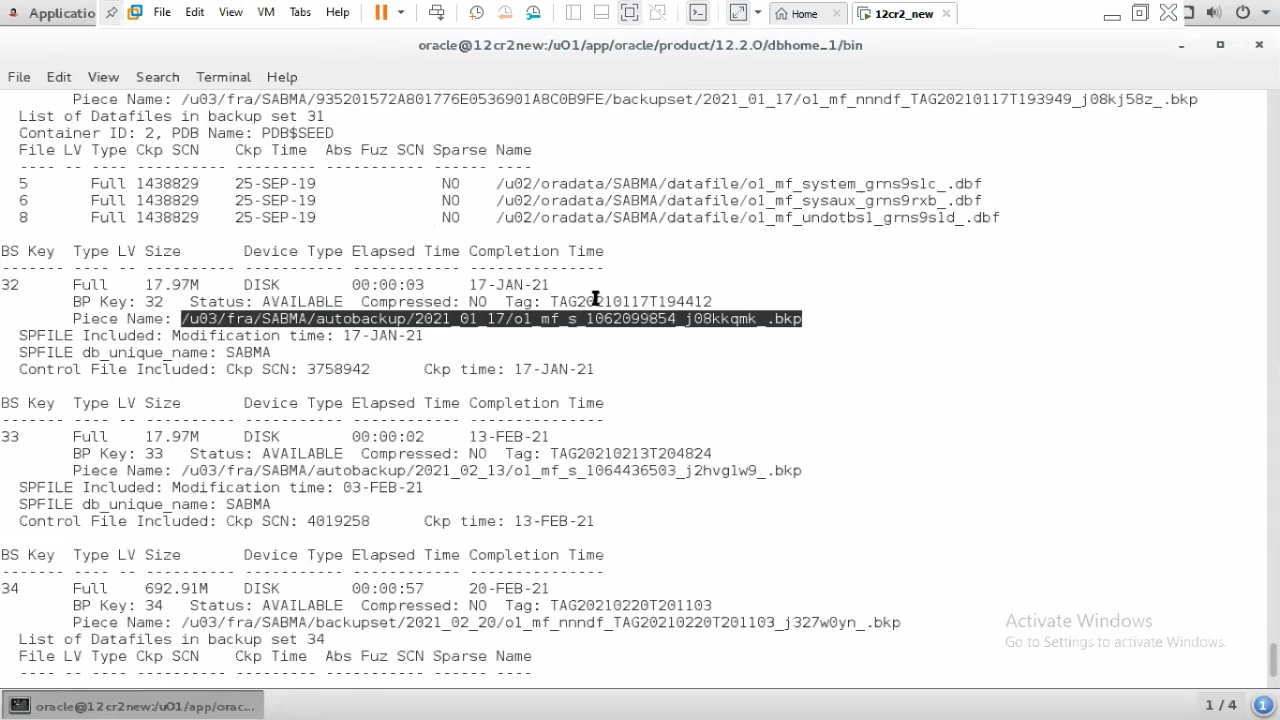 Applicatio File Edit View VM Tabs Help Home 12cr2_new
oracle@12cr2new:/u01/app/oracle/product/12.2.0/dbhome_1/bin
File Edit View Search Terminal Help
Piece Name: /u03/fra/SABMA/935201572A801776E0536901A8C0B9FE/backupset/2021_01_17/o1_mf_nnndf_TAG20210117T193949_j08kj58z_.bkp
List of Datafiles in backup set 31
Container ID: 2, PDB Name: PDB$SEED
File LV Type Ckp SCN    Ckp Time  Abs Fuz SCN Sparse Name
---- -- ---- ---------- --------- ----------- ------ ----
5       Full 1438829    25-SEP-19              NO    /u02/oradata/SABMA/datafile/o1_mf_system_grns9s1c_.dbf
6       Full 1438829    25-SEP-19              NO    /u02/oradata/SABMA/datafile/o1_mf_sysaux_grns9rxb_.dbf
8       Full 1438829    25-SEP-19              NO    /u02/oradata/SABMA/datafile/o1_mf_undotbs1_grns9s1d_.dbf
BS Key  Type LV Size       Device Type Elapsed Time Completion Time
------- ---- -- ---------- ----------- ------------ ---------------
32      Full    17.97M     DISK        00:00:03     17-JAN-21
BP Key: 32   Status: AVAILABLE  Compressed: NO  Tag: TAG20210117T194412
Piece Name: /u03/fra/SABMA/autobackup/2021_01_17/o1_mf_s_1062099854_j08kkqmk_.bkp
SPFILE Included: Modification time: 17-JAN-21
SPFILE db_unique_name: SABMA
Control File Included: Ckp SCN: 3758942      Ckp time: 17-JAN-21
BS Key  Type LV Size       Device Type Elapsed Time Completion Time
------- ---- -- ---------- ----------- ------------ ---------------
33      Full    17.97M     DISK        00:00:02     13-FEB-21
BP Key: 33   Status: AVAILABLE  Compressed: NO  Tag: TAG20210213T204824
Piece Name: /u03/fra/SABMA/autobackup/2021_02_13/o1_mf_s_1064436503_j2hvg1w9_.bkp
SPFILE Included: Modification time: 03-FEB-21
SPFILE db_unique_name: SABMA
Control File Included: Ckp SCN: 4019258      Ckp time: 13-FEB-21
BS Key  Type LV Size       Device Type Elapsed Time Completion Time
------- ---- -- ---------- ----------- ------------ ---------------
34      Full    692.91M    DISK        00:00:57     20-FEB-21
BP Key: 34   Status: AVAILABLE  Compressed: NO  Tag: TAG20210220T201103
Piece Name: /u03/fra/SABMA/backupset/2021_02_20/o1_mf_nnndf_TAG20210220T201103_j327w0yn_.bkp
List of Datafiles in backup set 34
File LV Type Ckp SCN    Ckp Time  Abs Fuz SCN Sparse Name
---- -- ---- ---------- --------- ----------- ------ ----
Activate Windows
Go to Settings to activate Windows.
oracle@12cr2new:/u01/app/orac... 1 / 4 1